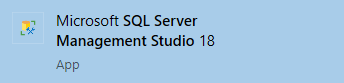 Microsoft SQL Server
Management Studio 18
App